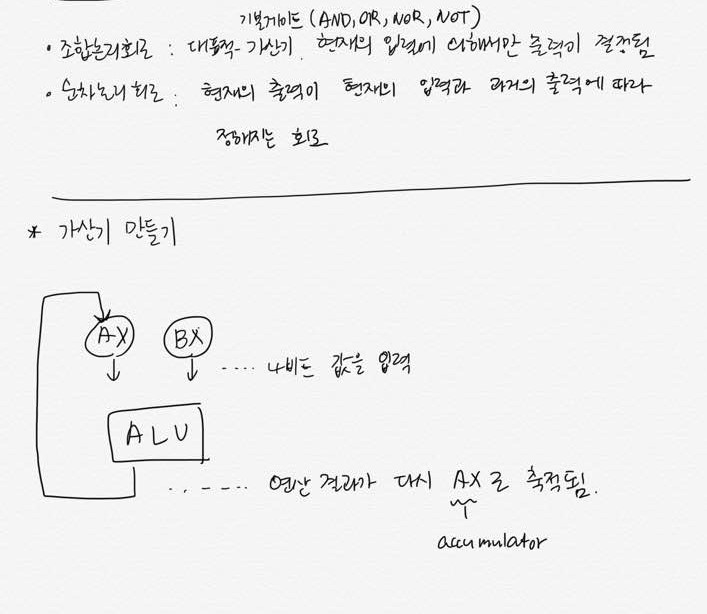 기본게이트 (AND, OR, NOR, NOT)
• 조합논리회로 : 대표적-가산기. 현재의 입력에 의해서만 출력이 결정됨
• 순차논리회로 : 현재의 출력이 현재의 입력과 과거의 출력에 따라
정해지는 회로
* 가산기 만들기
AX BX
.... 4비트 값을 입력
ALU
..---.. 연산 결과가 다시 AX로 축적됨.
accumulator